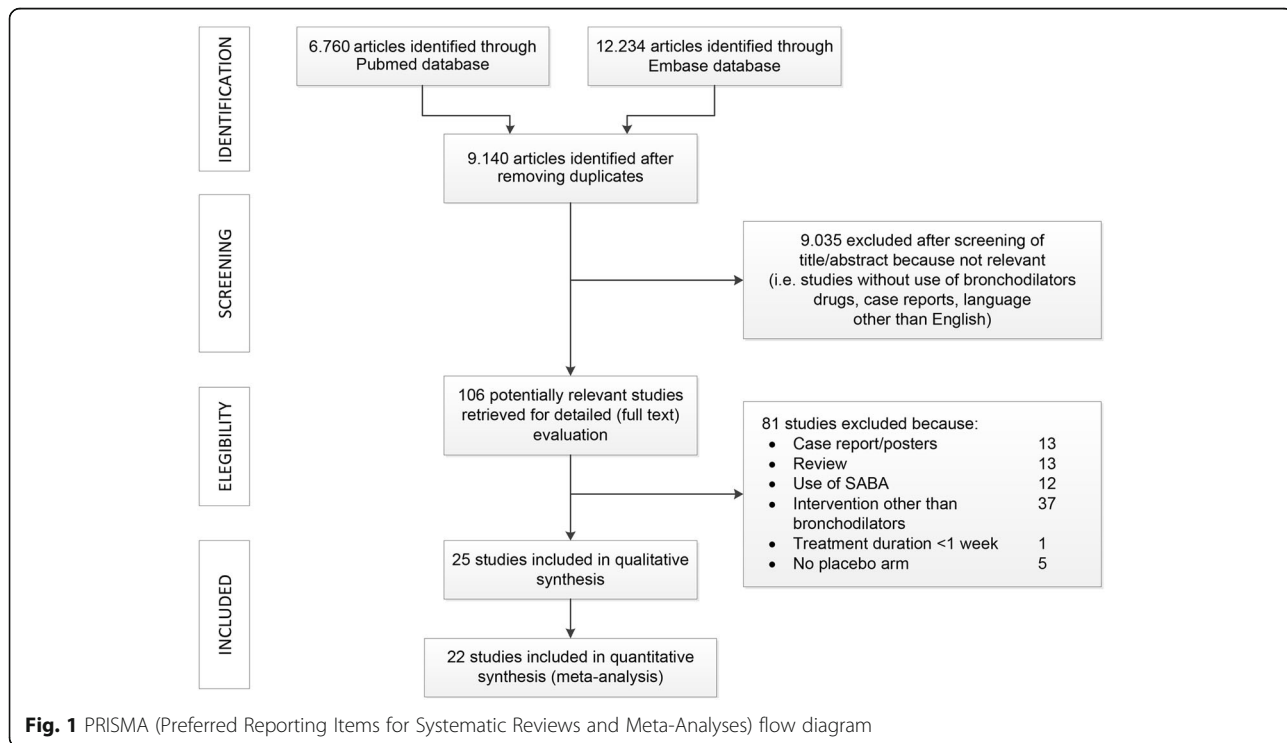 IDENTIFICATION
6.760 articles identified through
Pubmed database
12.234 articles identified through
Embase database
9.140 articles identified after
removing duplicates
SCREENING
9.035 excluded after screening of
title/abstract because not relevant
(i.e. studies without use of bronchodilators
drugs, case reports, language
other than English)
ELEGIBILITY
106 potentially relevant studies
retrieved for detailed (full text)
evaluation
81 studies excluded because:
• Case report/posters 13
• Review 13
• Use of SABA 12
• Intervention other than 37
bronchodilators
• Treatment duration <1 week 1
• No placebo arm 5
INCLUDED
25 studies included in qualitative
synthesis
22 studies included in quantitative
synthesis (meta-analysis)
Fig. 1 PRISMA (Preferred Reporting Items for Systematic Reviews and Meta-Analyses) flow diagram